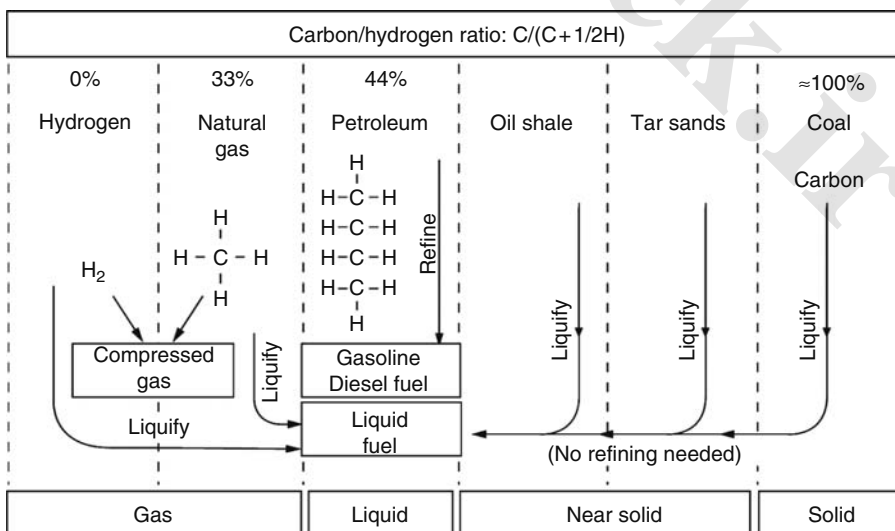 Carbon/hydrogen ratio: C/(C+1/2H)
0% 33% 44% ≈100%
Hydrogen Natural gas Petroleum Oil shale Tar sands Coal
Carbon
H
H–C–H
H–C–H
H–C–H
H–C–H
H
Refine
H
H–C–H
H
H2
Compressed
gas
Liquify
Liquify
Gasoline
Diesel fuel
Liquid
fuel
Liquify
Liquify
Liquify
(No refining needed)
Gas Liquid Near solid Solid
ck.ir